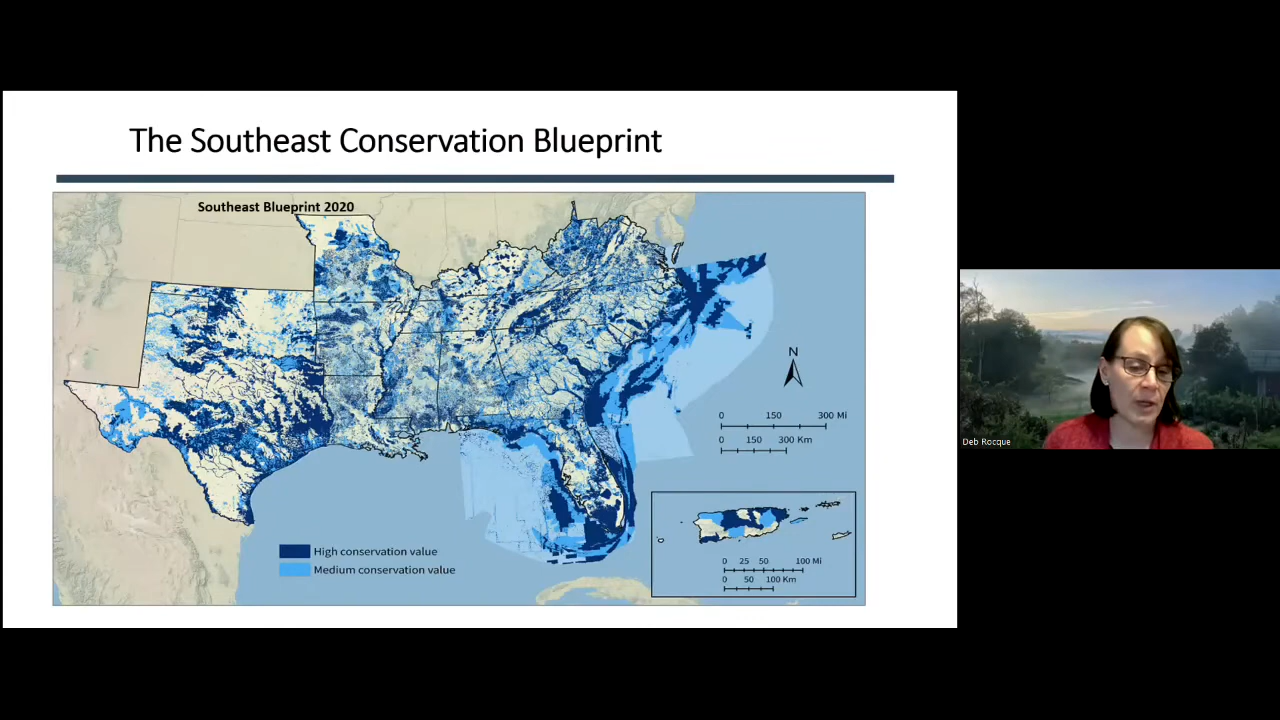 The Southeast Conservation Blueprint
Southeast Blueprint 2020
N
0 150 300 Mi
0 150 300 Km
High conservation value
Medium conservation value
0 25 50 100 Mi
0 50 100 Km
Deb Rocque